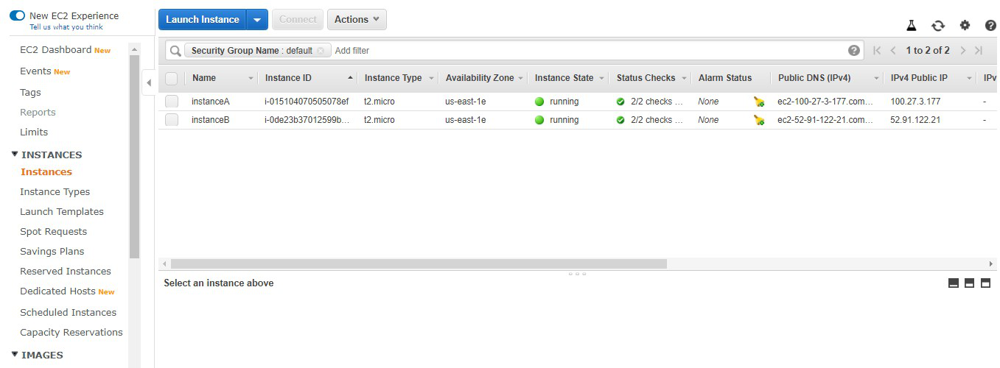 New EC2 Experience
Tell us what you think
EC2 Dashboard New
Events New
Tags
Reports
Limits
INSTANCES
Instances
Instance Types
Launch Templates
Spot Requests
Savings Plans
Reserved Instances
Dedicated Hosts New
Scheduled Instances
Capacity Reservations
IMAGES
Launch Instance Connect Actions
Security Group Name : default Add filter 1 to 2 of 2
Name Instance ID Instance Type Availability Zone Instance State Status Checks Alarm Status Public DNS (IPv4) IPv4 Public IP IPv
instanceA i-015104070505078ef t2.micro us-east-1e running 2/2 checks ... None ec2-100-27-3-177.com... 100.27.3.177 -
instanceB i-0de23b37012599b... t2.micro us-east-1e running 2/2 checks ... None ec2-52-91-122-21.com... 52.91.122.21 -
Select an instance above